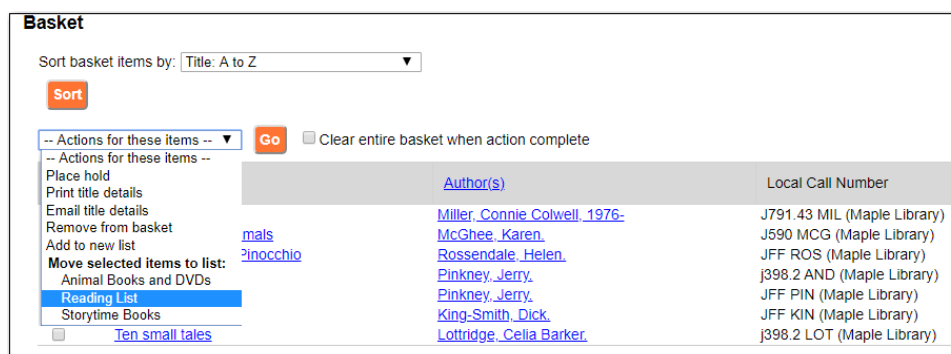 Basket
Sort basket items by: Title: A to Z
Sort
-- Actions for these items -- Go Clear entire basket when action complete
-- Actions for these items --
Place hold
Print title details
Email title details
Remove from basket
Add to new list
Move selected items to list:
Animal Books and DVDs
Reading List
Storytime Books
Author(s) Local Call Number
Miller, Connie Colwell, 1976- J791.43 MIL (Maple Library)
mals McGhee, Karen. J590 MCG (Maple Library)
Pinocchio Rossendale, Helen. JFF ROS (Maple Library)
Pinkney, Jerry. j398.2 AND (Maple Library)
Pinkney, Jerry. JFF PIN (Maple Library)
King-Smith, Dick. JFF KIN (Maple Library)
Ten small tales Lottridge, Celia Barker. j398.2 LOT (Maple Library)